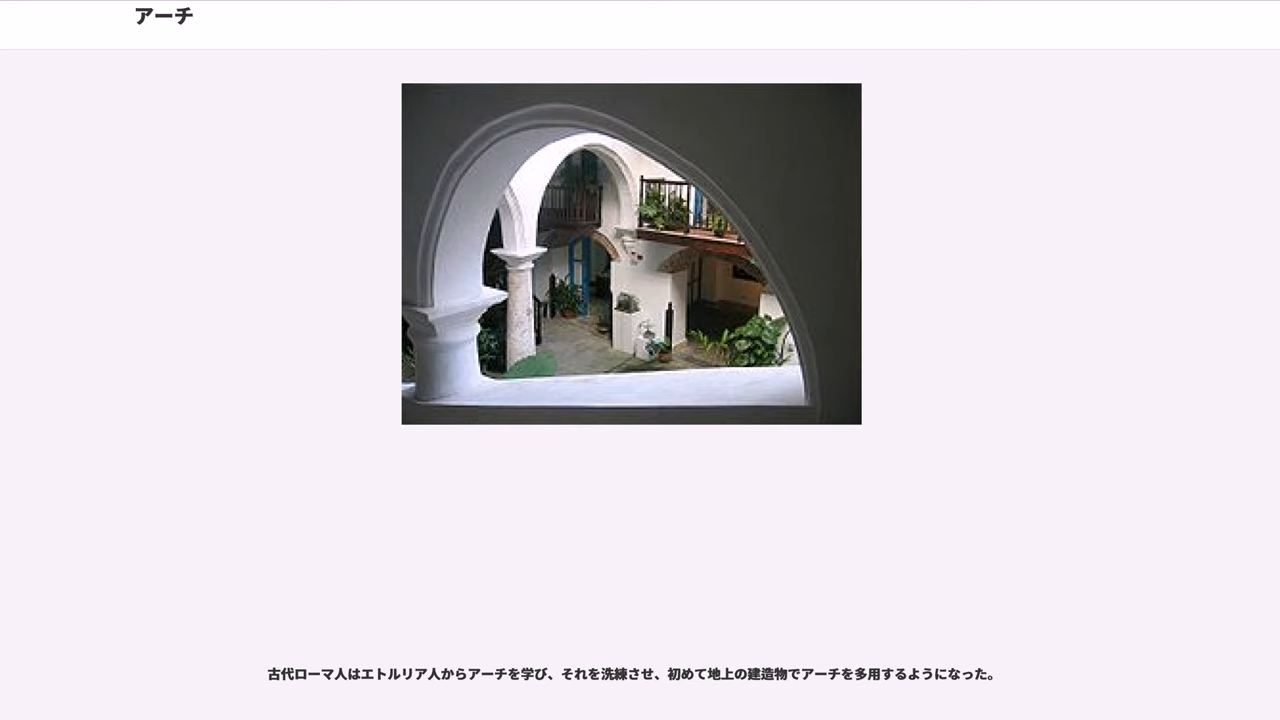 アーチ
古代ローマ人はエトルリア人からアーチを学び、それを洗練させ、初めて地上の建造物でアーチを多用するようになった。